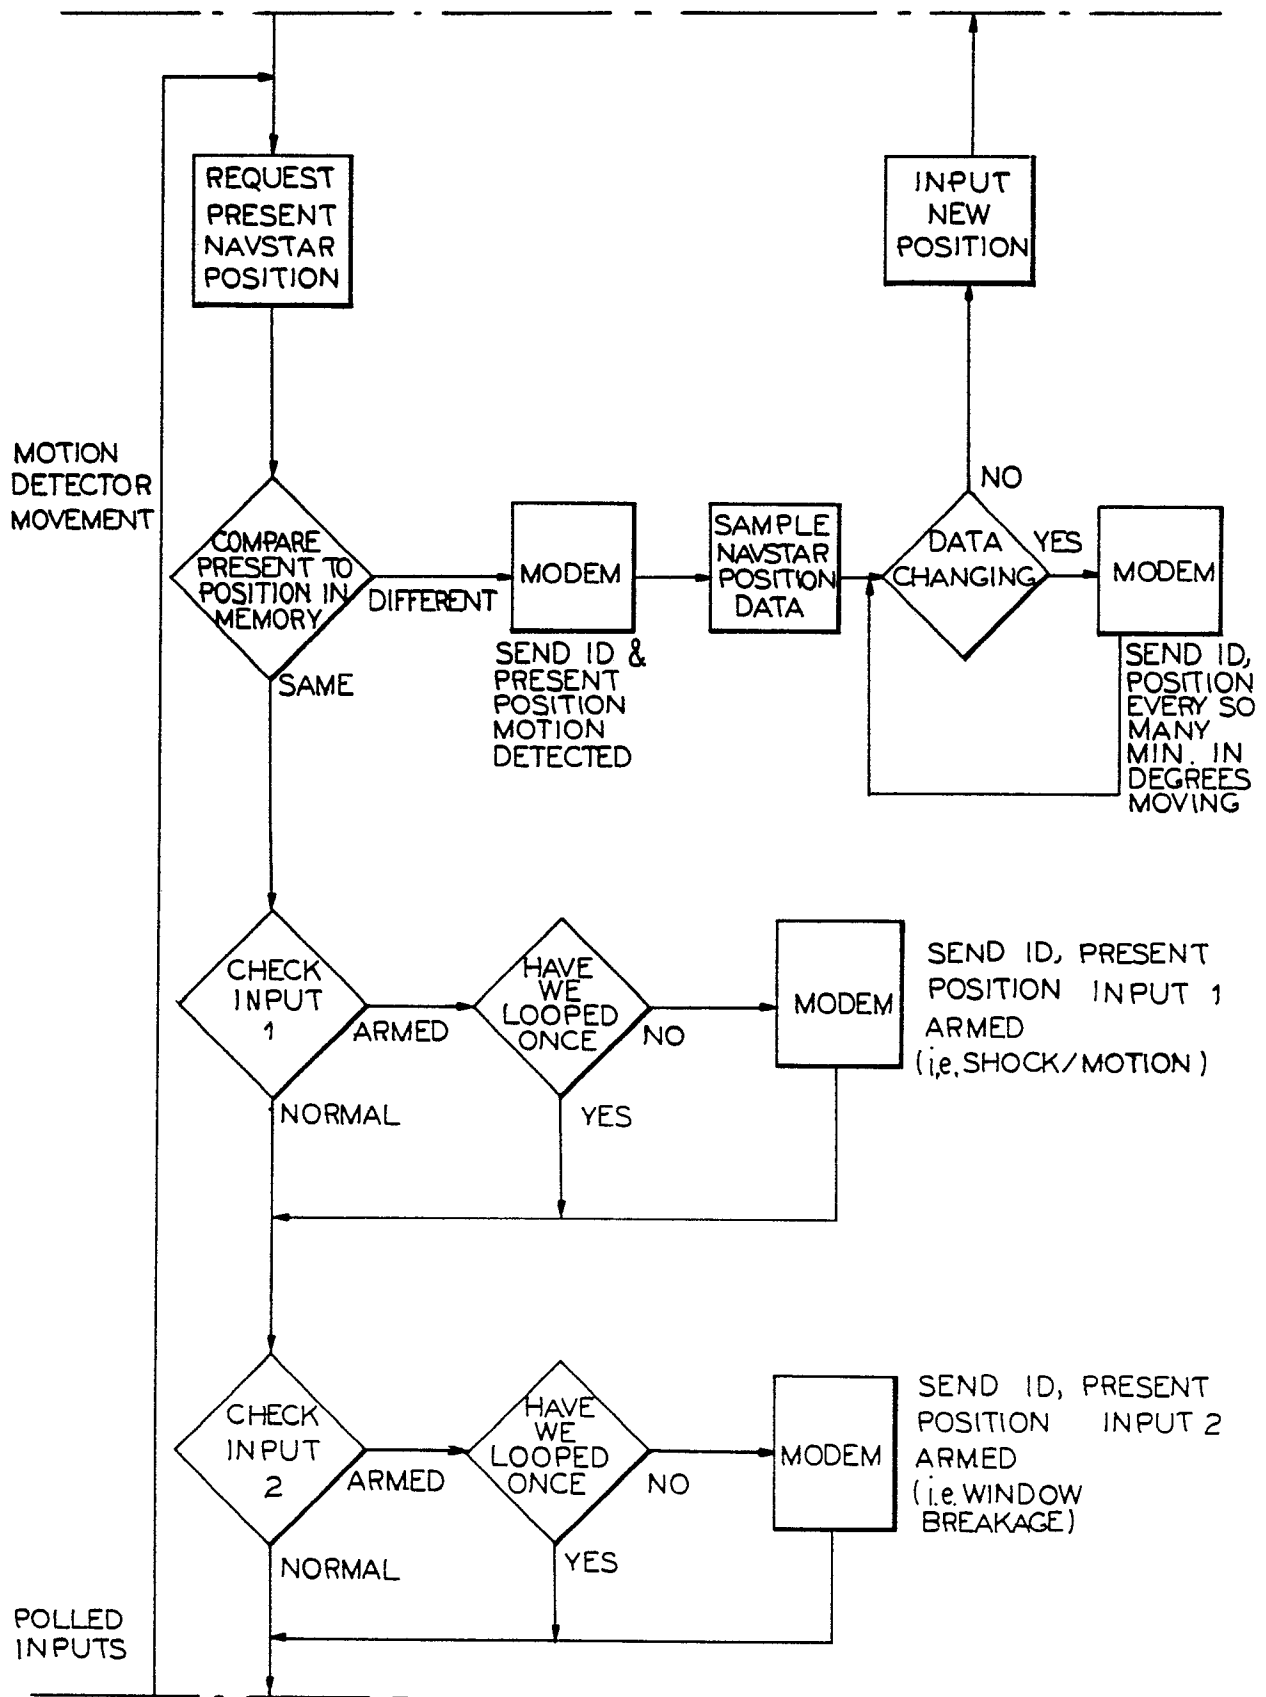 REQUEST
PRESENT
NAVSTAR
POSITION
INPUT
NEW
POSITION
MOTION
DETECTOR
MOVEMENT
COMPARE
PRESENT TO
POSITION IN
MEMORY
DIFFERENT
SAME
MODEM
SEND ID &
PRESENT
POSITION
MOTION
DETECTED
SAMPLE
NAVSTAR
POSITION
DATA
DATA
CHANGING
NO
YES
MODEM
SEND ID,
POSITION
EVERY SO
MANY
MIN. IN
DEGREES
MOVING
CHECK
INPUT
1
ARMED
NORMAL
HAVE
WE
LOOPED
ONCE
NO
YES
MODEM
SEND ID, PRESENT
POSITION INPUT 1
ARMED
(i,e. SHOCK/MOTION)
CHECK
INPUT
2
ARMED
NORMAL
HAVE
WE
LOOPED
ONCE
NO
YES
MODEM
SEND ID, PRESENT
POSITION INPUT 2
ARMED
(i.e. WINDOW
BREAKAGE)
POLLED
INPUTS